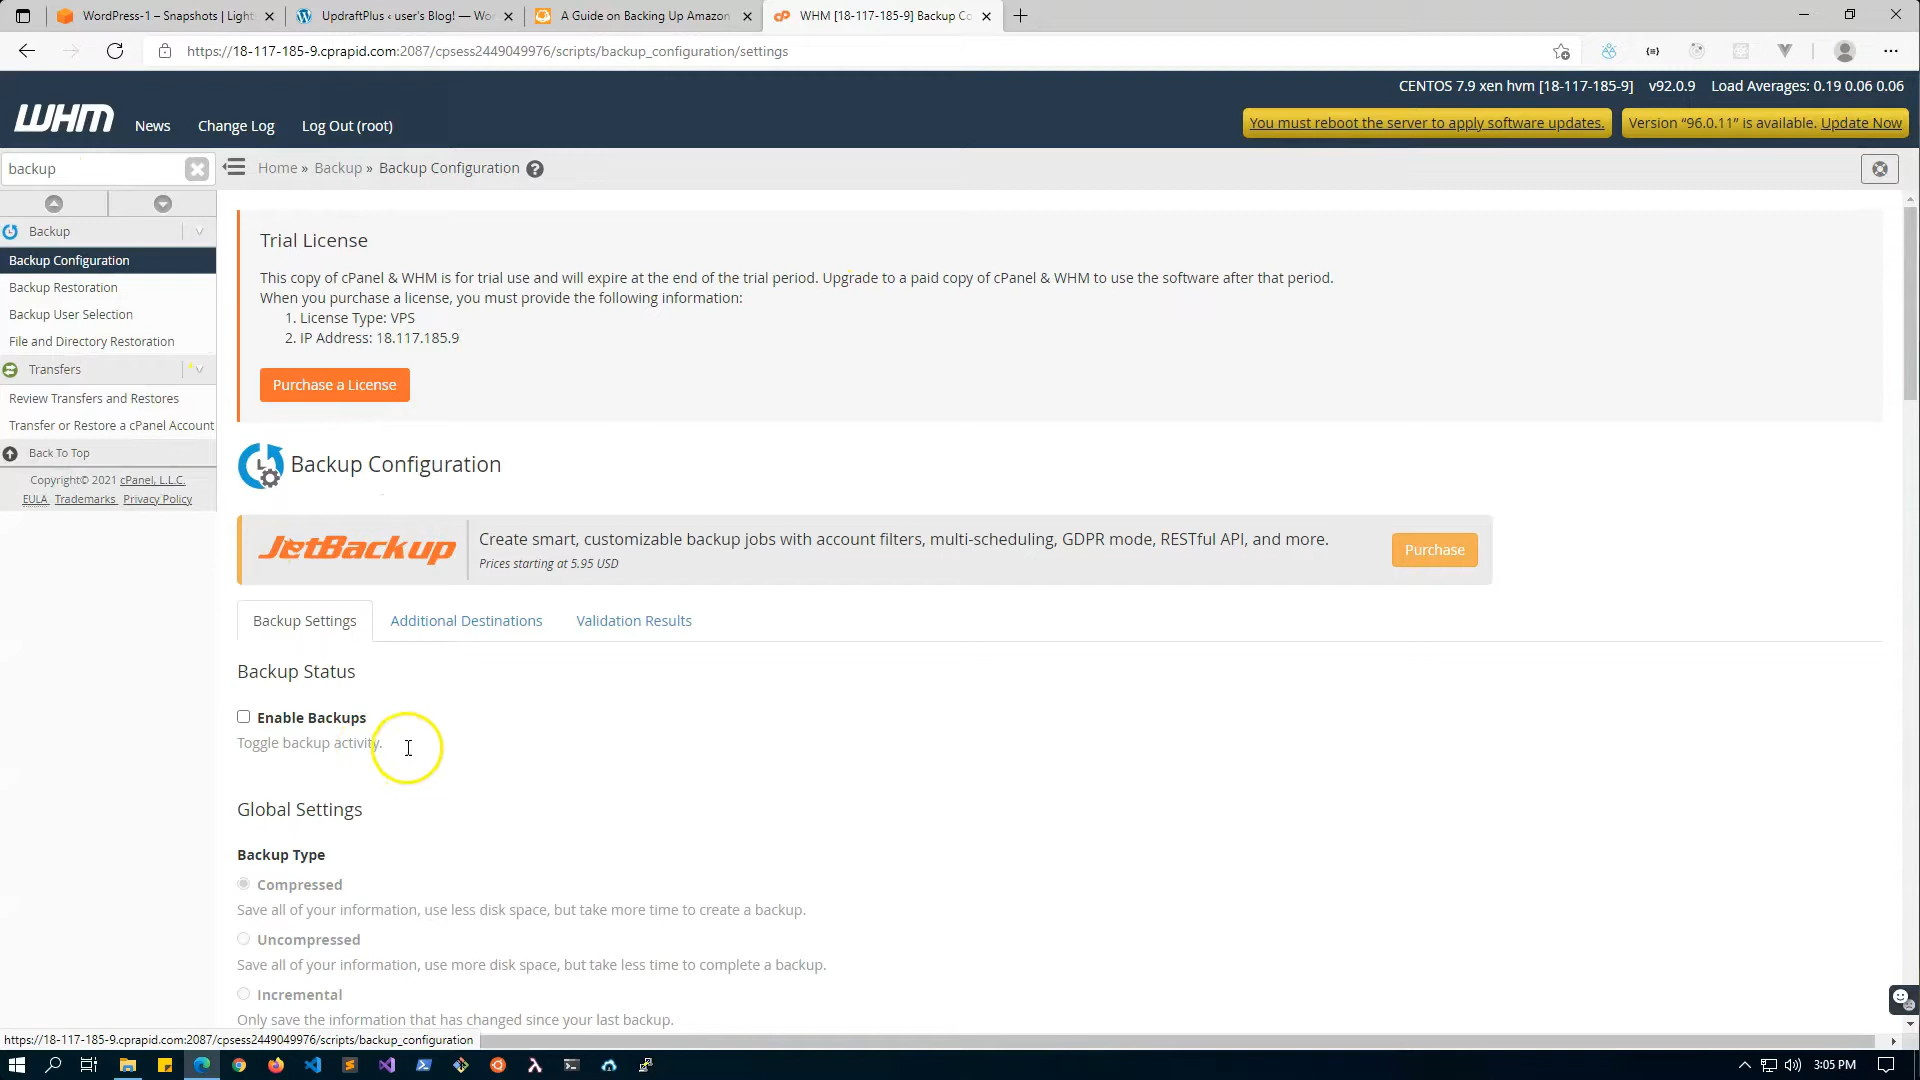 WordPress-1 – Snapshots | Light
UpdraftPlus ‹ user's Blog! — Wo
A Guide on Backing Up Amazon
WHM [18-117-185-9] Backup Co
https://18-117-185-9.cprapid.com:2087/cpsess2449049976/scripts/backup_configuration/settings
CENTOS 7.9 xen hvm [18-117-185-9] v92.0.9 Load Averages: 0.19 0.06 0.06
WHM
News
Change Log
Log Out (root)
You must reboot the server to apply software updates.
Version “96.0.11” is available. Update Now
backup
Home » Backup » Backup Configuration
Backup
Backup Configuration
Backup Restoration
Backup User Selection
File and Directory Restoration
Transfers
Review Transfers and Restores
Transfer or Restore a cPanel Account
Back To Top
Copyright© 2021 cPanel, L.L.C.
EULA Trademarks Privacy Policy
Trial License
This copy of cPanel & WHM is for trial use and will expire at the end of the trial period. Upgrade to a paid copy of cPanel & WHM to use the software after that period.
When you purchase a license, you must provide the following information:
1. License Type: VPS
2. IP Address: 18.117.185.9
Purchase a License
Backup Configuration
JetBackup
Create smart, customizable backup jobs with account filters, multi-scheduling, GDPR mode, RESTful API, and more.
Prices starting at 5.95 USD
Purchase
Backup Settings
Additional Destinations
Validation Results
Backup Status
Enable Backups
Toggle backup activity.
Global Settings
Backup Type
Compressed
Save all of your information, use less disk space, but take more time to create a backup.
Uncompressed
Save all of your information, use more disk space, but take less time to complete a backup.
Incremental
Only save the information that has changed since your last backup.
https://18-117-185-9.cprapid.com:2087/cpsess2449049976/scripts/backup_configuration
3:05 PM